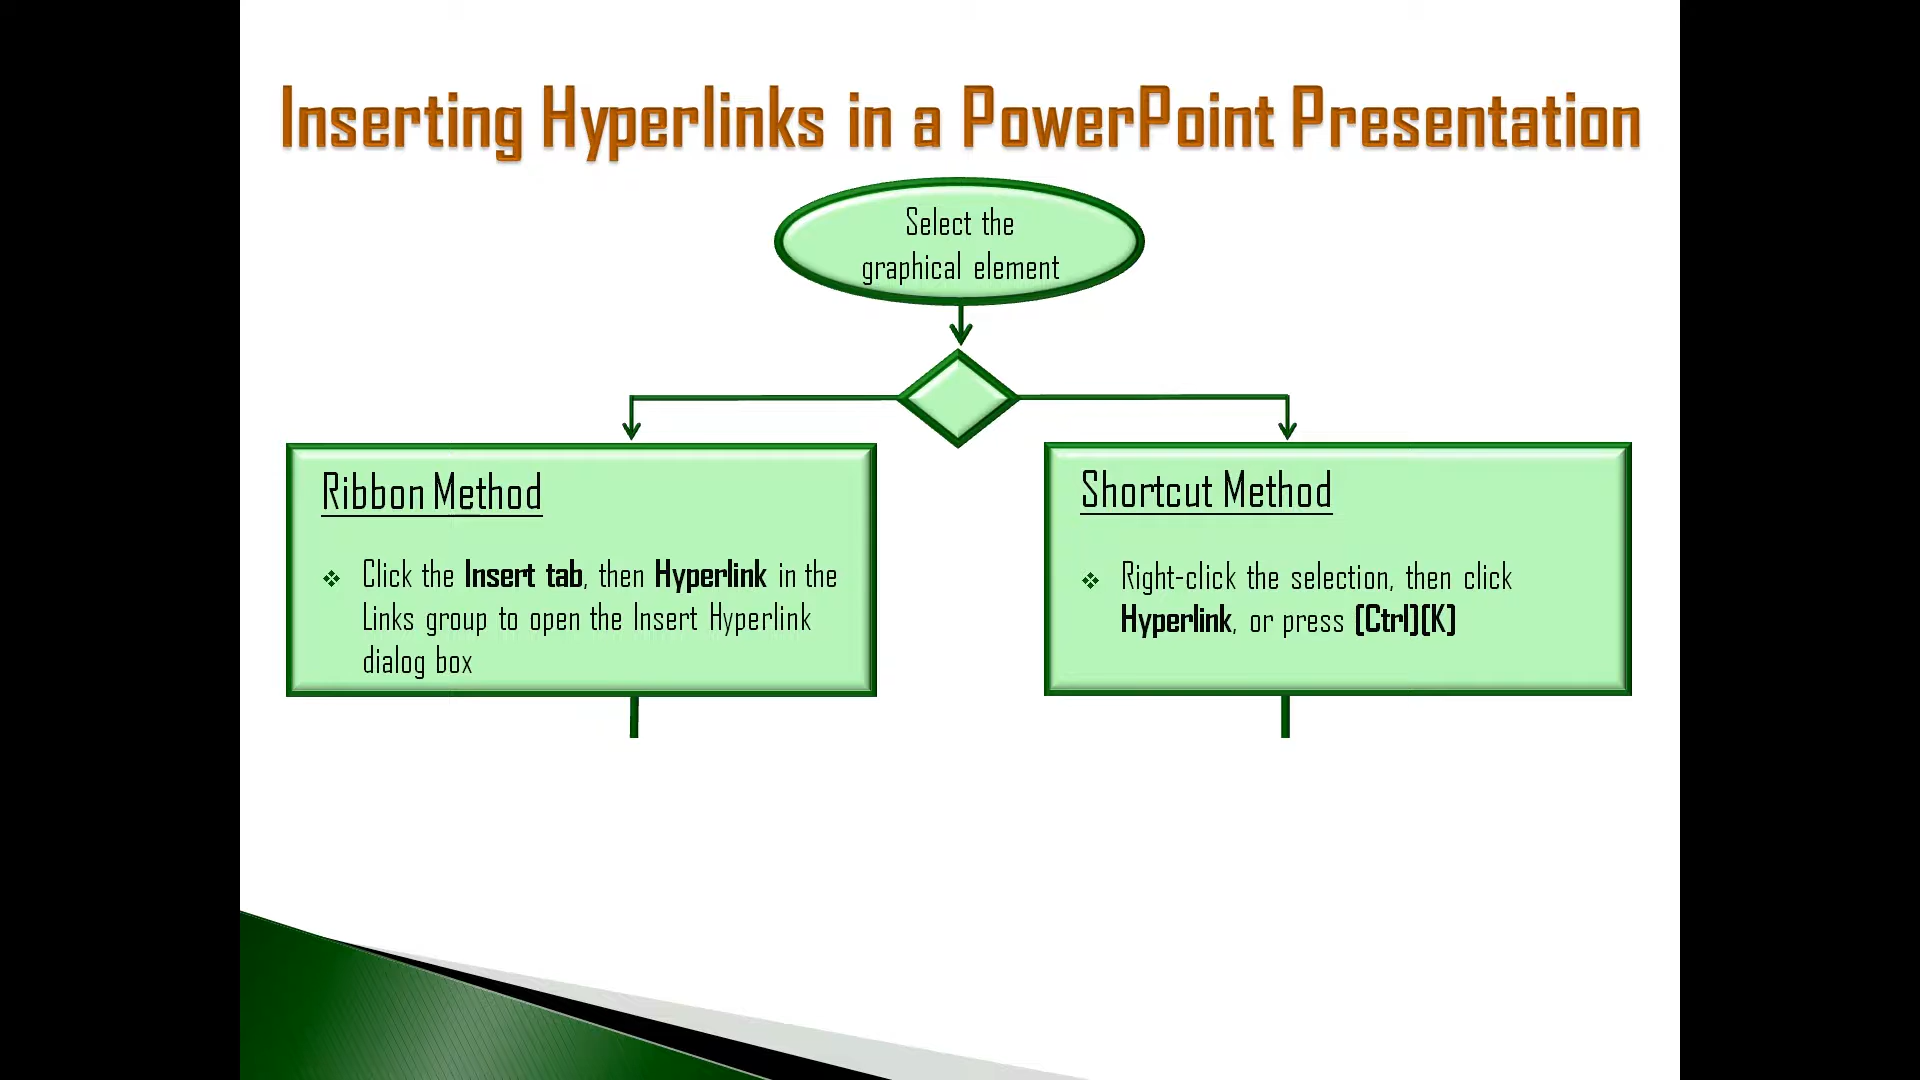 Inserting Hyperlinks in a PowerPoint Presentation
Select the
graphical element
Ribbon Method
❖ Click the Insert tab, then Hyperlink in the
Links group to open the Insert Hyperlink
dialog box
Shortcut Method
❖ Right-click the selection, then click
Hyperlink, or press [Ctrl][K]